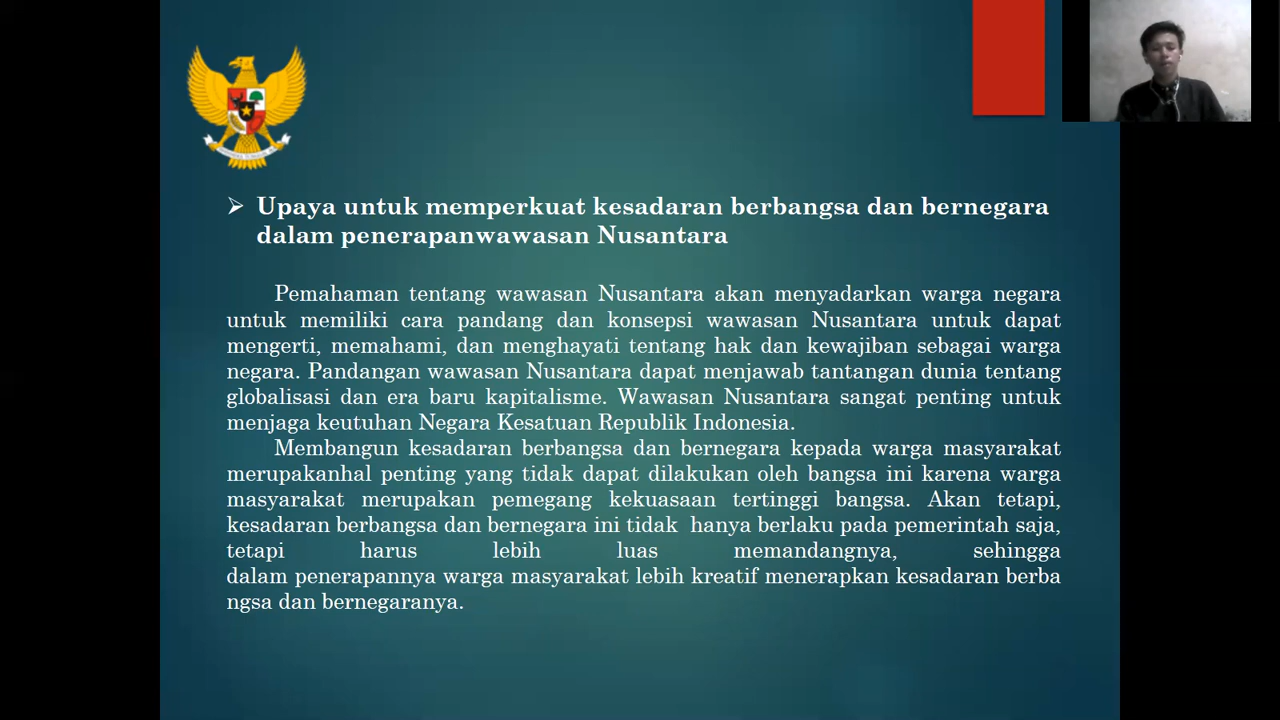 Upaya untuk memperkuat kesadaran berbangsa dan bernegara
dalam penerapanwawasan Nusantara
Pemahaman tentang wawasan Nusantara akan menyadarkan warga negara
untuk memiliki cara pandang dan konsepsi wawasan Nusantara untuk dapat
mengerti, memahami, dan menghayati tentang hak dan kewajiban sebagai warga
negara. Pandangan wawasan Nusantara dapat menjawab tantangan dunia tentang
globalisasi dan era baru kapitalisme. Wawasan Nusantara sangat penting untuk
menjaga keutuhan Negara Kesatuan Republik Indonesia.
Membangun kesadaran berbangsa dan bernegara kepada warga masyarakat
merupakanhal penting yang tidak dapat dilakukan oleh bangsa ini karena warga
masyarakat merupakan pemegang kekuasaan tertinggi bangsa. Akan tetapi,
kesadaran berbangsa dan bernegara ini tidak hanya berlaku pada pemerintah saja,
tetapi harus lebih luas memandangnya, sehingga
dalam penerapannya warga masyarakat lebih kreatif menerapkan kesadaran berba
ngsa dan bernegaranya.